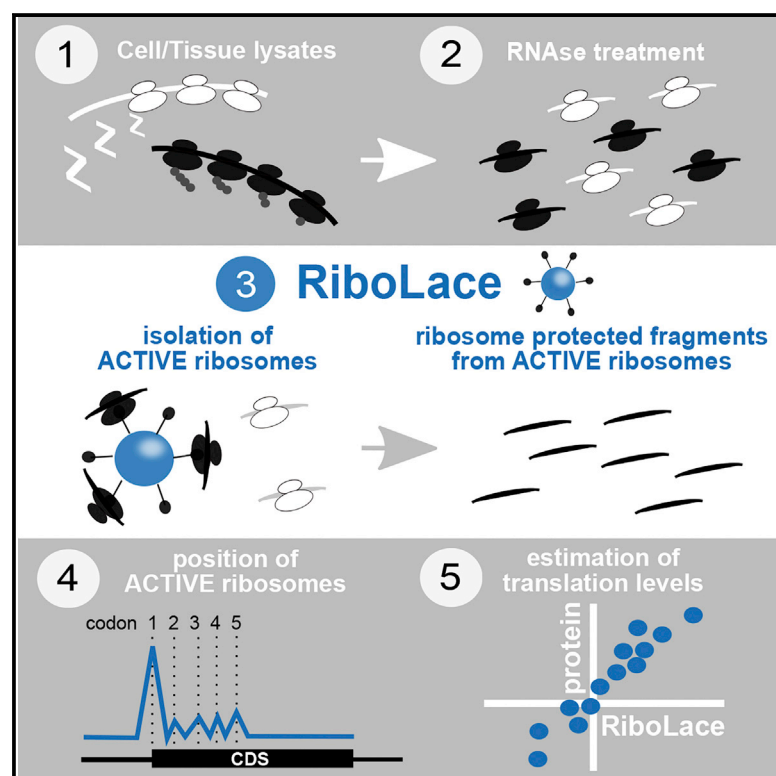 1
Cell/Tissue lysates
2
RNAse treatment
3
RiboLace
isolation of
ACTIVE ribosomes
ribosome protected fragments
from ACTIVE ribosomes
4
position of
ACTIVE ribosomes
codon 1 2 3 4 5
CDS
5
estimation of
translation levels
protein
RiboLace